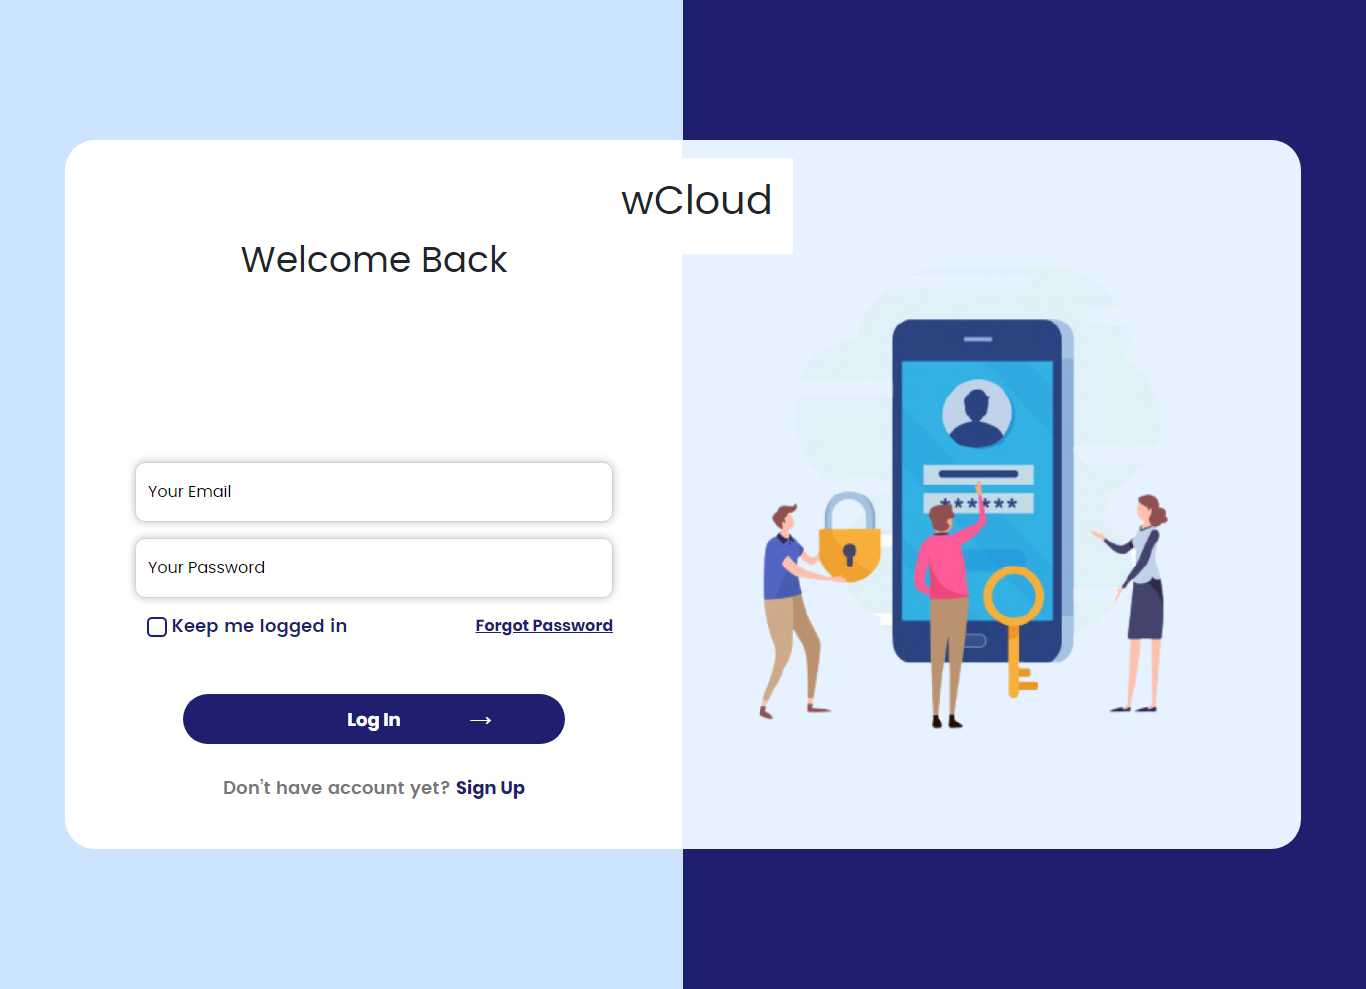 wCloud
Welcome Back
Your Email
Your Password
Keep me logged in
Forgot Password
Log In →
Don't have account yet? Sign Up
******